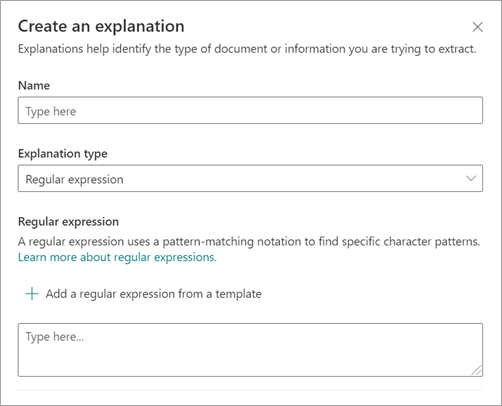 Create an explanation
Explanations help identify the type of document or information you are trying to extract.
Name
Type here
Explanation type
Regular expression
Regular expression
A regular expression uses a pattern-matching notation to find specific character patterns.
Learn more about regular expressions.
Add a regular expression from a template
Type here...